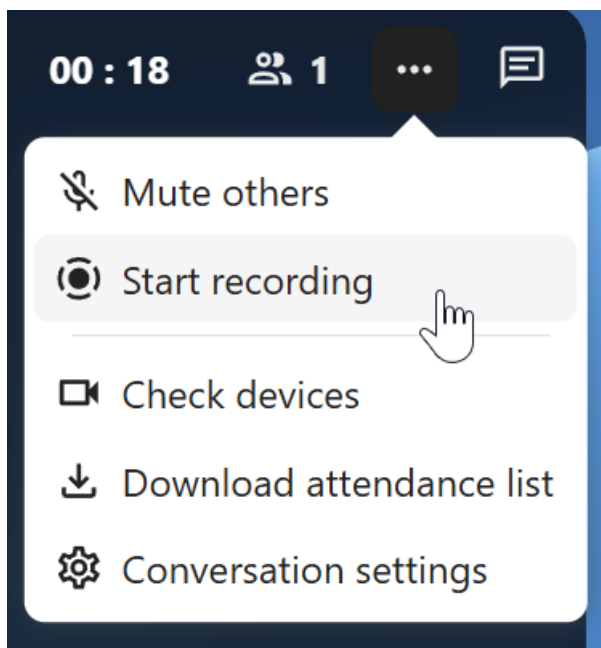 00 : 18 1
Mute others
Start recording
Check devices
Download attendance list
Conversation settings